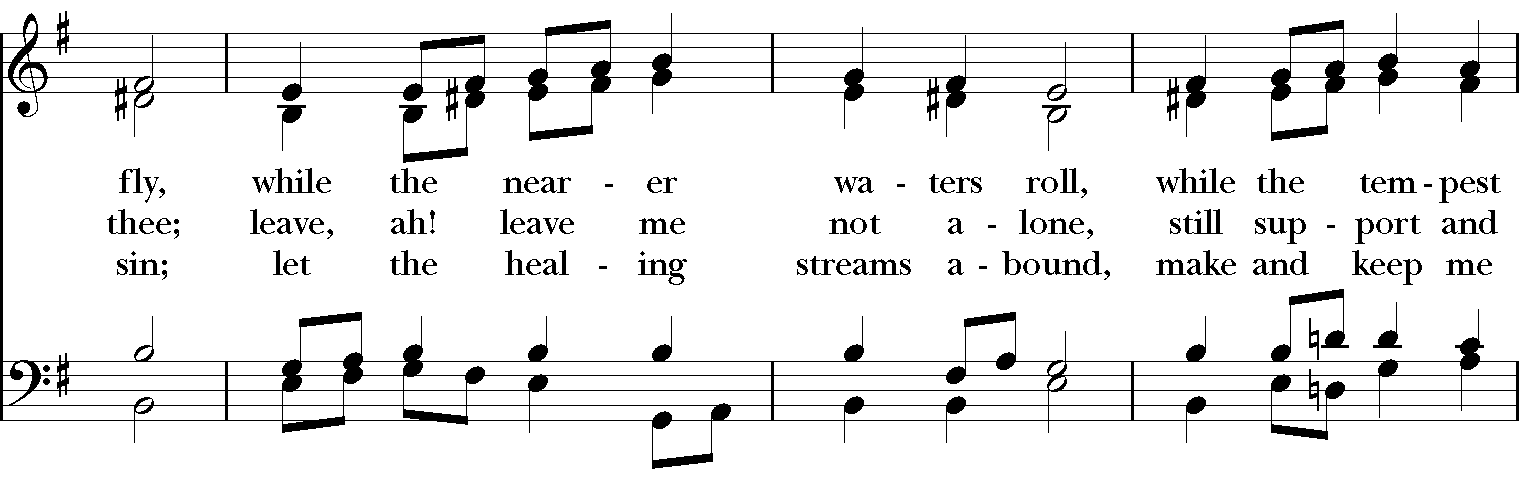 fly, while the near - er wa - ters roll, while the tem - pest
thee; leave, ah! leave me not a - lone, still sup - port and
sin; let the heal - ing streams a - bound, make and keep me